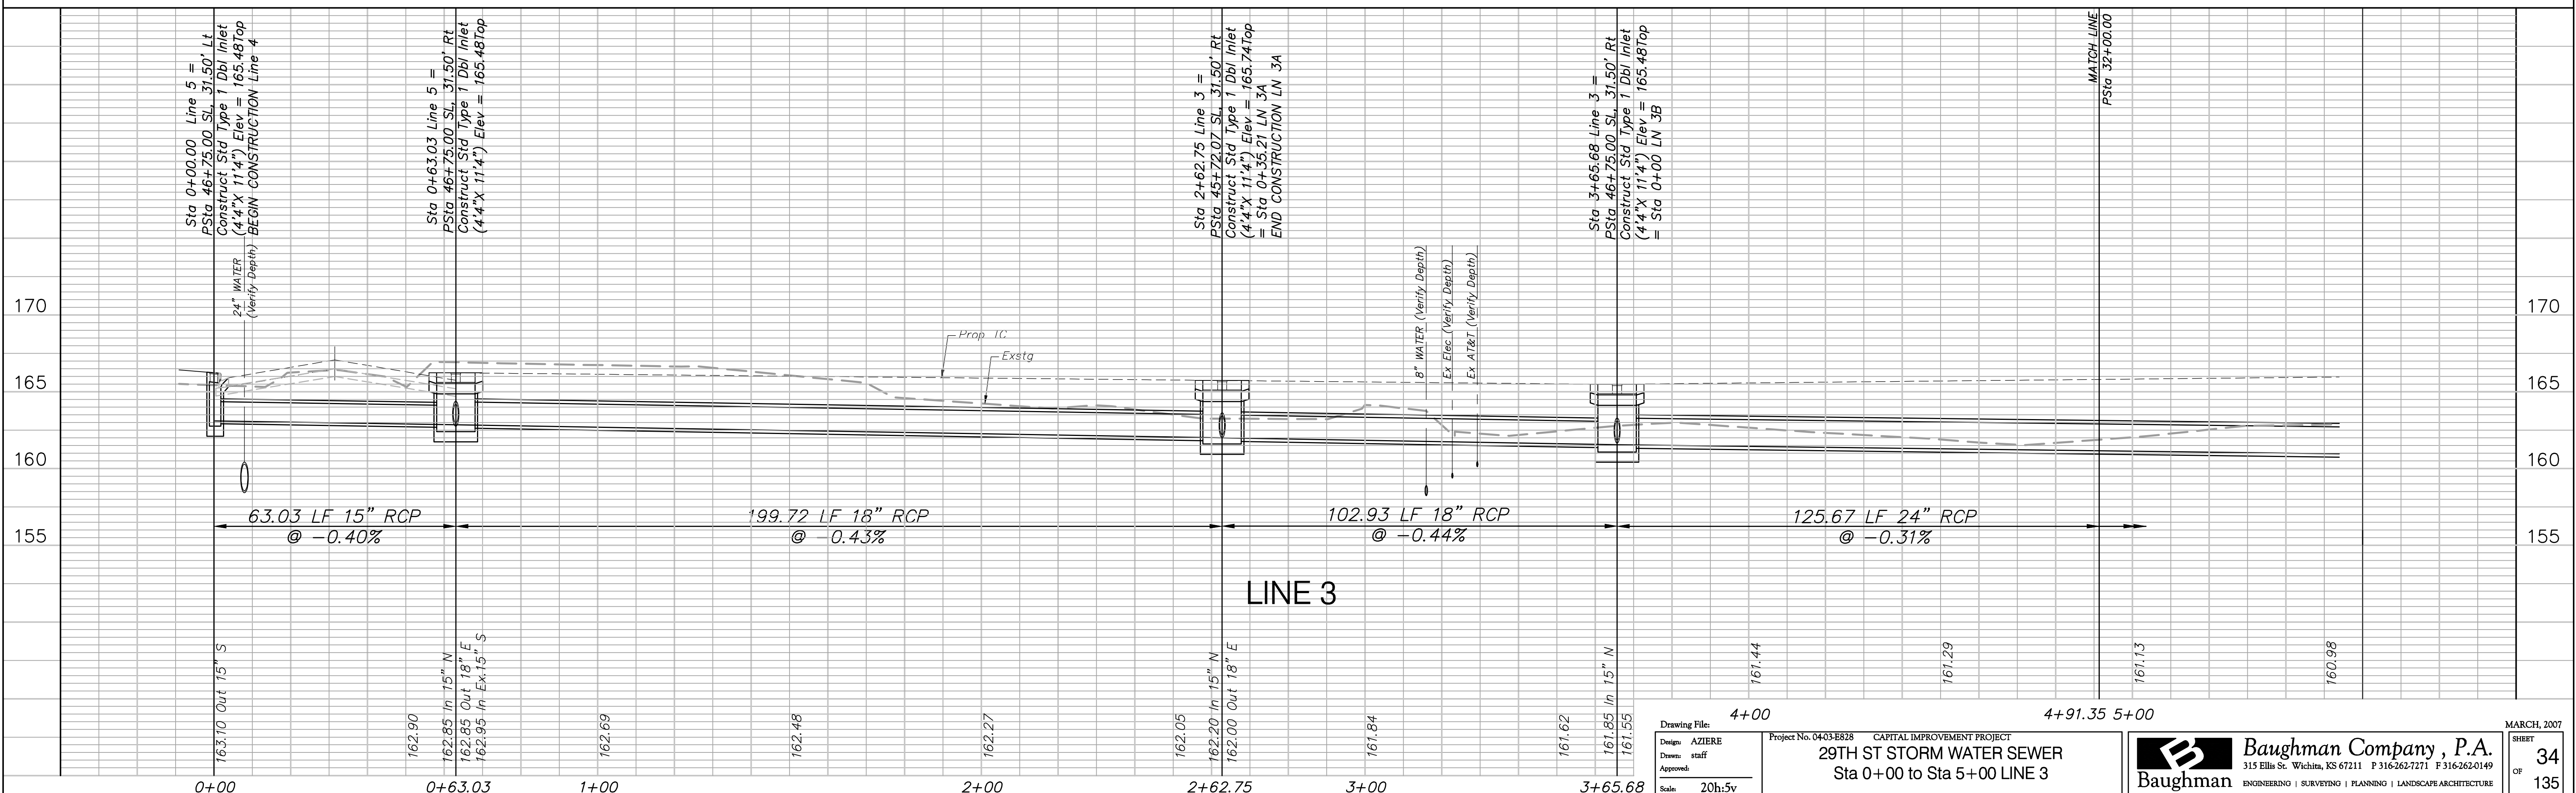 Sta 0+00.00 Line 5 =
PSta 46+75.00 SL, 31.50' Lt
Construct Std Type 1 Dbl Inlet
(4'4"X 11'4") Elev = 165.48Top
BEGIN CONSTRUCTION Line 4
24" WATER
(Verify Depth)
Sta 0+63.03 Line 5 =
PSta 46+75.00 SL, 31.50' Rt
Construct Std Type 1 Dbl Inlet
(4'4"X 11'4") Elev = 165.48Top
Sta 2+62.75 Line 3 =
PSta 45+72.07 SL, 31.50' Rt
Construct Std Type 1 Dbl Inlet
(4'4"X 11'4") Elev = 165.74Top
= Sta 0+35.21 LN 3A
END CONSTRUCTION LN 3A
8" WATER (Verify Depth)
Ex Elec (Verify Depth)
Ex AT&T (Verify Depth)
Sta 3+65.68 Line 3 =
PSta 46+75.00 SL, 31.50' Rt
Construct Std Type 1 Dbl Inlet
(4'4"X 11'4") Elev = 165.48Top
= Sta 0+00 LN 3B
MATCH LINE
PSta 32+00.00
170
170
Prop TC
Exstg
165
165
160
160
63.03 LF 15" RCP
@ -0.40%
199.72 LF 18" RCP
@ -0.43%
102.93 LF 18" RCP
@ -0.44%
125.67 LF 24" RCP
@ -0.31%
155
155
LINE 3
163.10 Out 15" S
162.90
162.85 In 15" N
162.85 Out 18" E
162.95 In Ex.15" S
162.69
162.48
162.27
162.05
162.20 In 15" N
162.00 Out 18" E
161.84
161.62
161.85 In 15" N
161.55
161.44
161.29
161.13
160.98
0+00
0+63.03
1+00
2+00
2+62.75
3+00
3+65.68
4+00
4+91.35 5+00
Drawing File:
Design: AZIERE
Drawn: staff
Approved:
Scale: 20h:5v
Project No. 04-03-E828 CAPITAL IMPROVEMENT PROJECT
29TH ST STORM WATER SEWER
Sta 0+00 to Sta 5+00 LINE 3
Baughman
Baughman Company , P.A.
315 Ellis St. Wichita, KS 67211 P 316-262-7271 F 316-262-0149
ENGINEERING | SURVEYING | PLANNING | LANDSCAPE ARCHITECTURE
MARCH, 2007
SHEET
34
OF
135